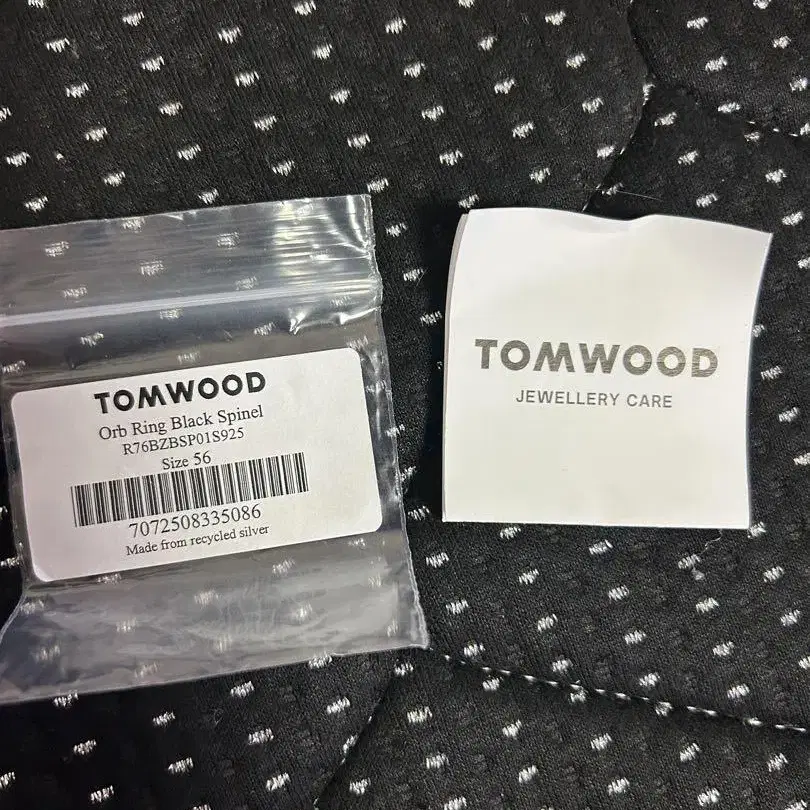 TOMWOOD
Orb Ring Black Spinel
R76BZBSP01S925
Size 56
7072508335086
Made from recycled silver
TOMWOOD
JEWELLERY CARE